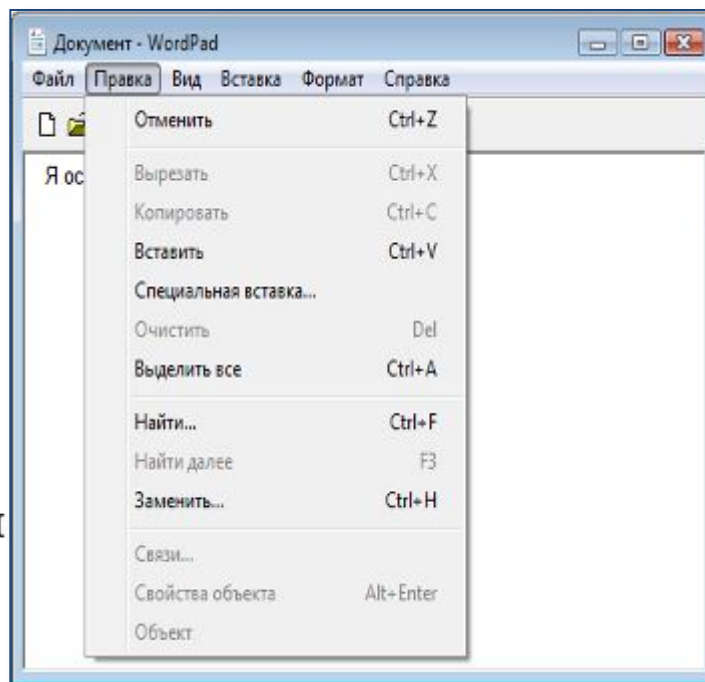 Документ - WordPad
Файл Правка Вид Вставка Формат Справка
Отменить Ctrl+Z
Я ос
Вырезать Ctrl+X
Копировать Ctrl+C
Вставить Ctrl+V
Специальная вставка...
Очистить Del
Выделить все Ctrl+A
Найти... Ctrl+F
Найти далее F3
Заменить... Ctrl+H
Связи...
Свойства объекта Alt+Enter
Объект